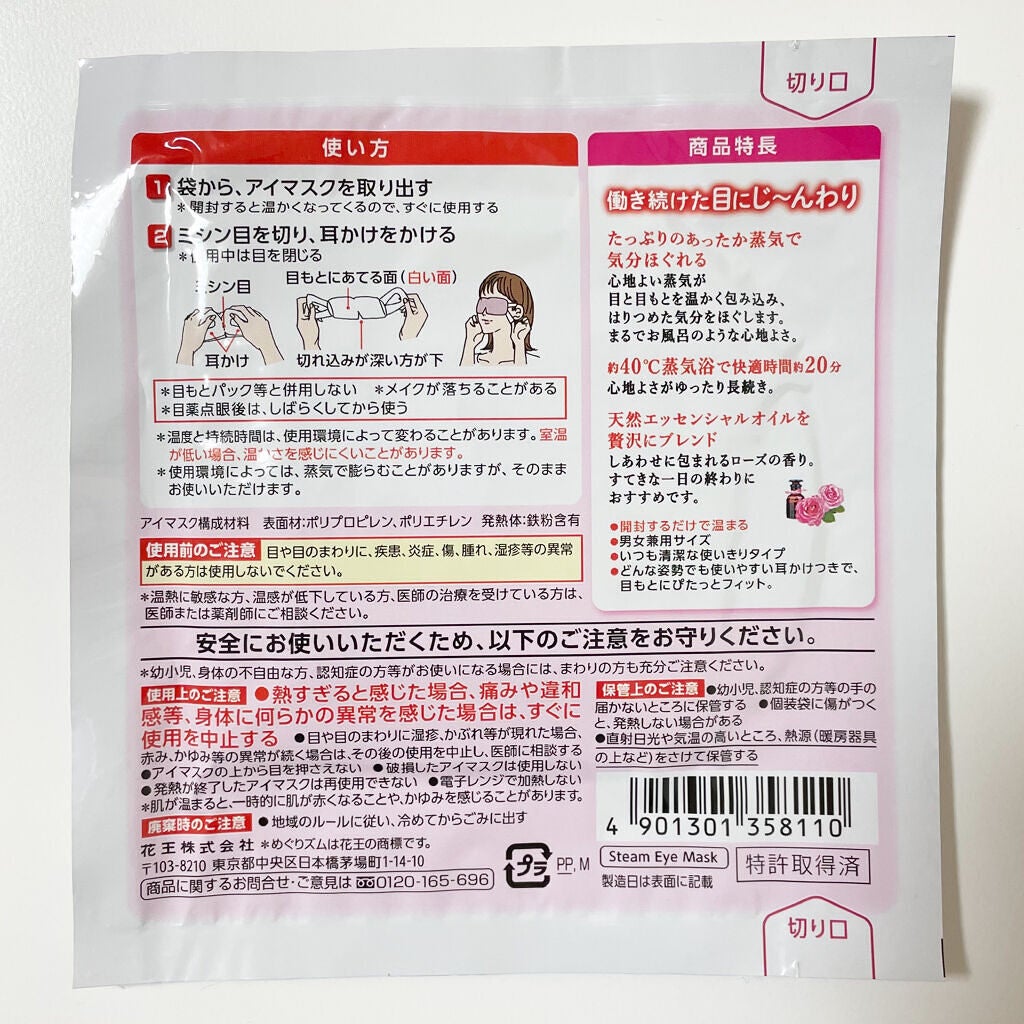 切り口
使い方
1 袋から、アイマスクを取り出す
＊開封すると温かくなってくるので、すぐに使用する
2 ミシン目を切り、耳かけをかける
＊使用中は目を閉じる
ミシン目
目もとにあてる面(白い面)
耳かけ
切れ込みが深い方が下
＊目もとパック等と併用しない ＊メイクが落ちることがある
＊目薬点眼後は、しばらくしてから使う
＊温度と持続時間は、使用環境によって変わることがあります。室温
が低い場合、温かさを感じにくいことがあります。
＊使用環境によっては、蒸気で膨らむことがありますが、そのまま
お使いいただけます。
アイマスク構成材料 表面材:ポリプロピレン、ポリエチレン 発熱体:鉄粉含有
使用前のご注意 目や目のまわりに、疾患、炎症、傷、腫れ、湿疹等の異常
がある方は使用しないでください。
＊温熱に敏感な方、温感が低下している方、医師の治療を受けている方は、
医師または薬剤師にご相談ください。
商品特長
働き続けた目にじ〜んわり
たっぷりのあったか蒸気で
気分ほぐれる
心地よい蒸気が
目と目もとを温かく包み込み、
はりつめた気分をほぐします。
まるでお風呂のような心地よさ。
約40℃蒸気浴で快適時間約20分
心地よさがゆったり長続き。
天然エッセンシャルオイルを
贅沢にブレンド
しあわせに包まれるローズの香り。
すてきな一日の終わりに
おすすめです。
●開封するだけで温まる
●男女兼用サイズ
●いつも清潔な使いきりタイプ
●どんな姿勢でも使いやすい耳かけつきで、
目もとにぴたっとフィット。
安全にお使いいただくため、以下のご注意をお守りください。
＊幼小児、身体の不自由な方、認知症の方等がお使いになる場合には、まわりの方も充分ご注意ください。
使用上のご注意 ●熱すぎると感じた場合、痛みや違和
感等、身体に何らかの異常を感じた場合は、すぐに
使用を中止する ●目や目のまわりに湿疹、かぶれ等が現れた場合、
赤み、かゆみ等の異常が続く場合は、その後の使用を中止し、医師に相談する
●アイマスクの上から目を押さえない ●破損したアイマスクは使用しない
●発熱が終了したアイマスクは再使用できない ●電子レンジで加熱しない
＊肌が温まると、一時的に肌が赤くなることや、かゆみを感じることがあります。
廃棄時のご注意 ●地域のルールに従い、冷めてからごみに出す
花王株式会社 ＊めぐりズムは花王の商標です。
〒103-8210 東京都中央区日本橋茅場町1-14-10
商品に関するお問合せ・ご意見は 0120-165-696
保管上のご注意 ●幼小児、認知症の方等の手の
届かないところに保管する ●個装袋に傷がつく
と、発熱しない場合がある
●直射日光や気温の高いところ、熱源(暖房器具
の上など)をさけて保管する
4 901301 358110
プラ PP, M
Steam Eye Mask
特許取得済
製造日は表面に記載
切り口